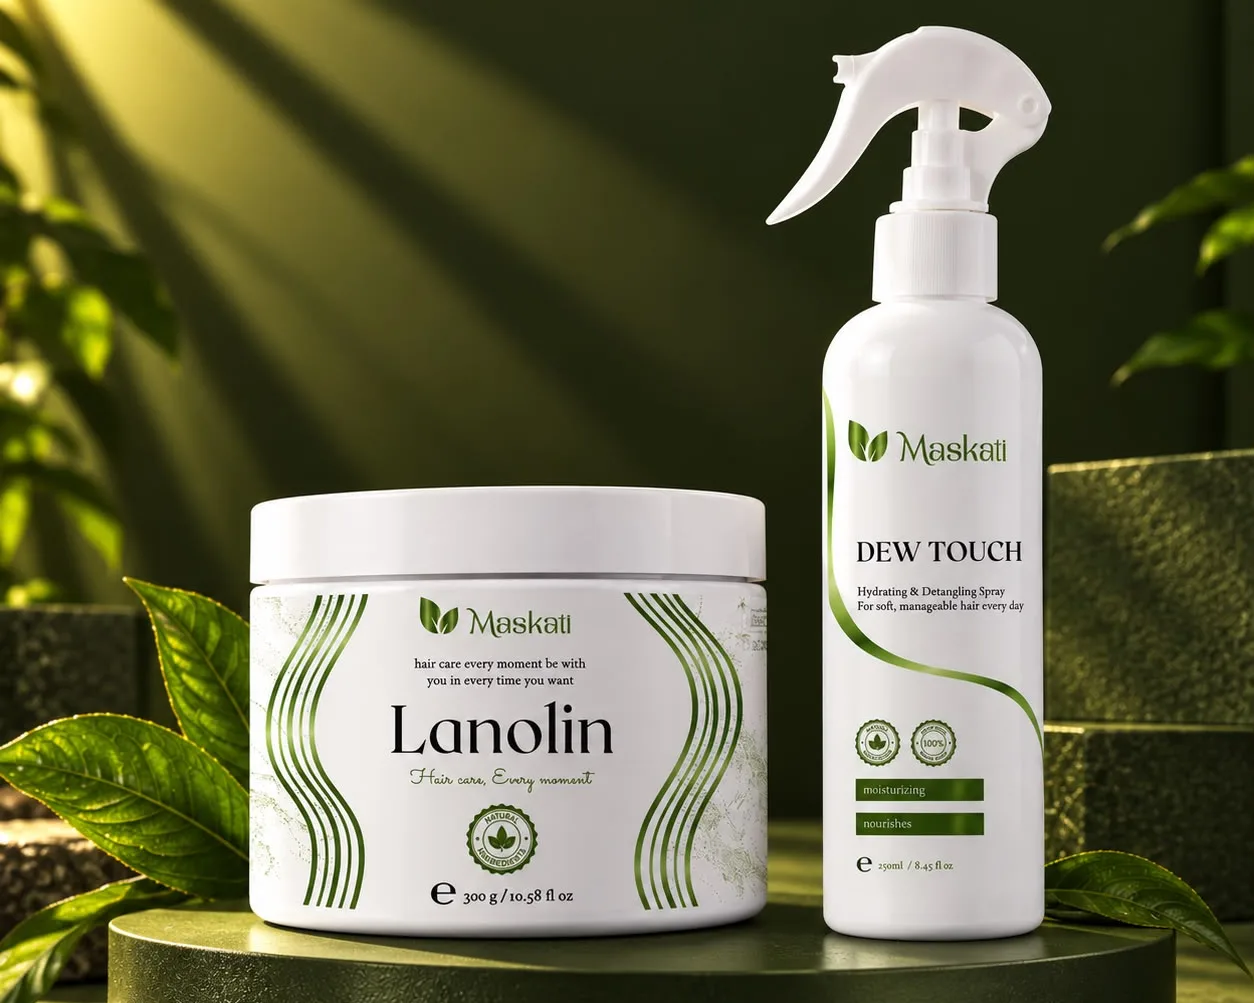 Maskati
hair care every moment be with
you in every time you want
Lanolin
Hair care, Every moment
NATURAL
INGREDIENTS
e 300 g / 10.58 fl oz
Maskati
DEW TOUCH
Hydrating & Detangling Spray
For soft, manageable hair every day
100%
moisturizing
nourishes
e 250ml / 8.45 fl oz